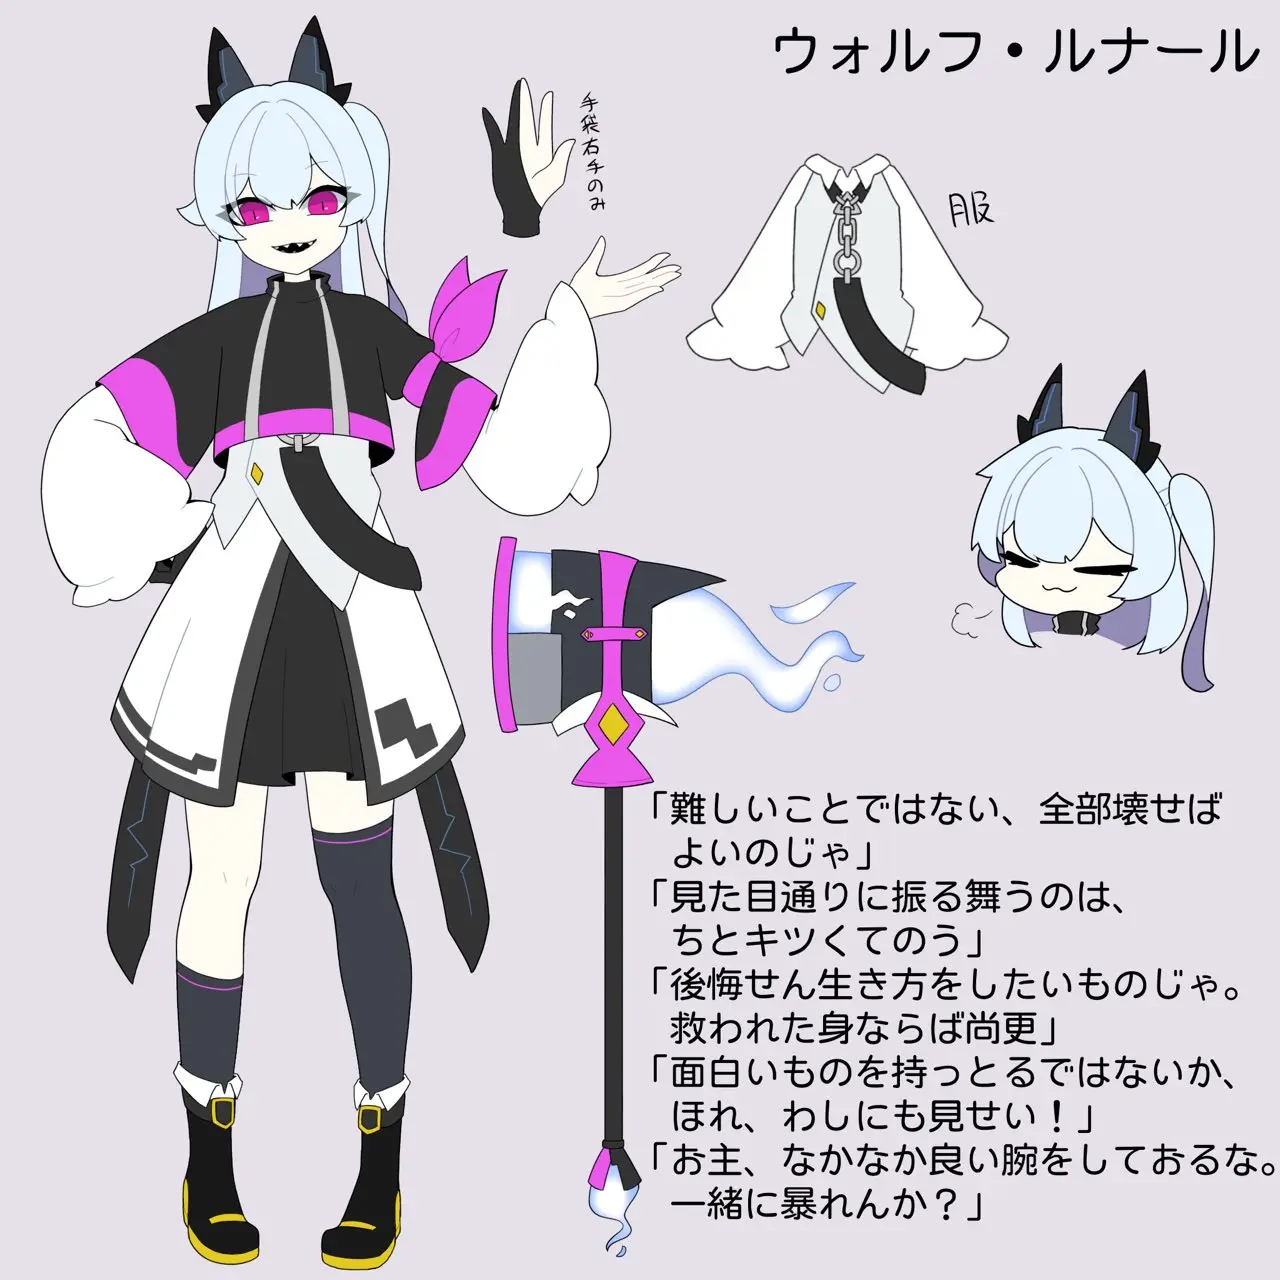 ウォルフ・ルナール
手袋右手のみ
服
「難しいことではない、全部壊せば
よいのじゃ」
「見た目通りに振る舞うのは、
ちとキツくてのう」
「後悔せん生き方をしたいものじゃ。
救われた身ならば尚更」
「面白いものを持っとるではないか、
ほれ、わしにも見せい！」
「お主、なかなか良い腕をしておるな。
一緒に暴れんか？」